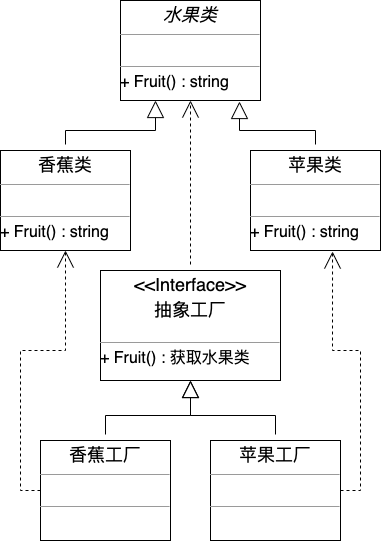 水果类
+ Fruit() : string
香蕉类
+ Fruit() : string
苹果类
+ Fruit() : string
<<Interface>>
抽象工厂
+ Fruit() : 获取水果类
香蕉工厂
苹果工厂